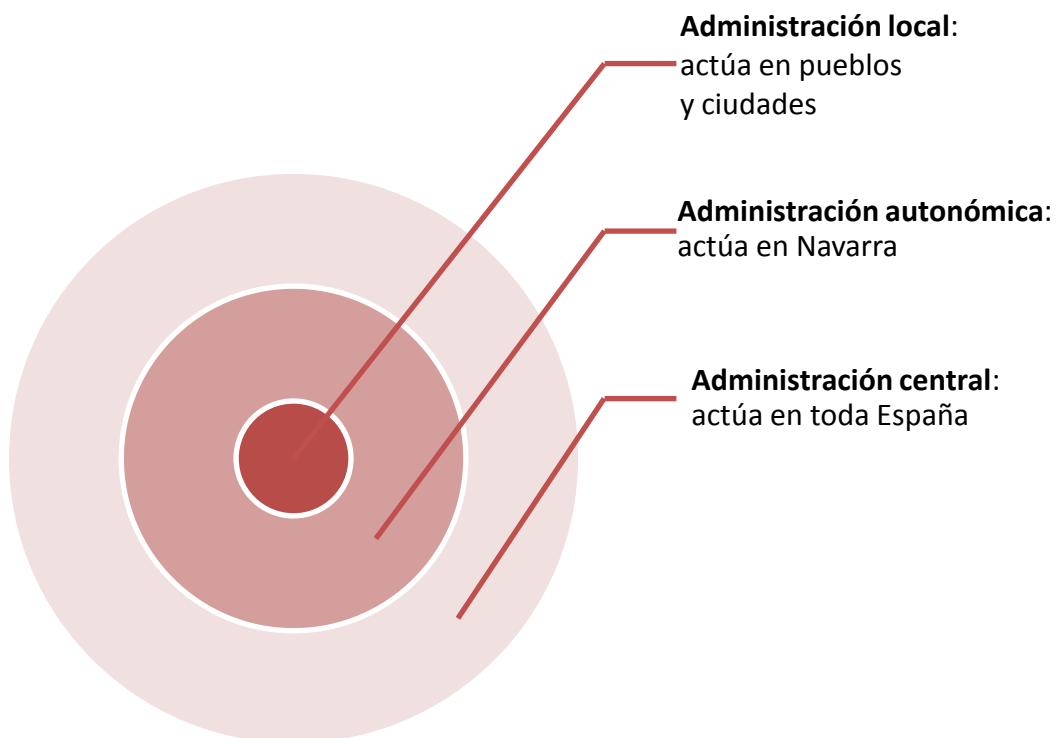 Administración local:
actúa en pueblos
y ciudades
Administración autonómica:
actúa en Navarra
Administración central:
actúa en toda España